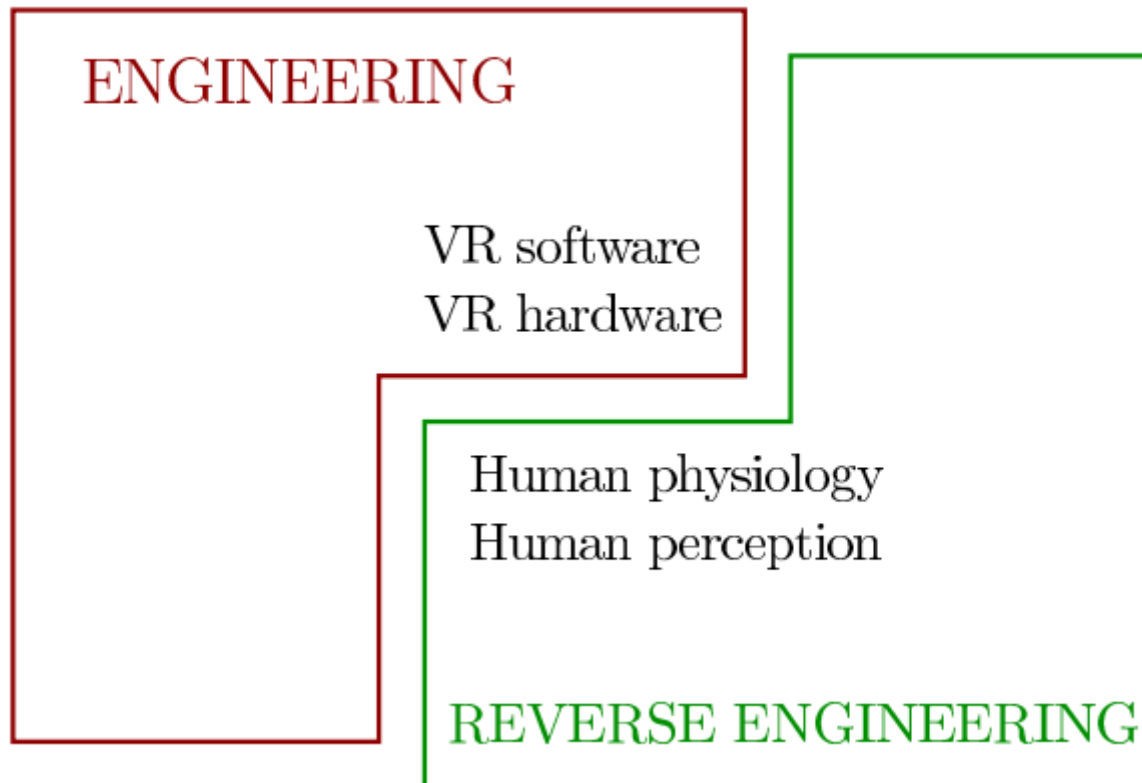 ENGINEERING
VR software
VR hardware
Human physiology
Human perception
REVERSE ENGINEERING